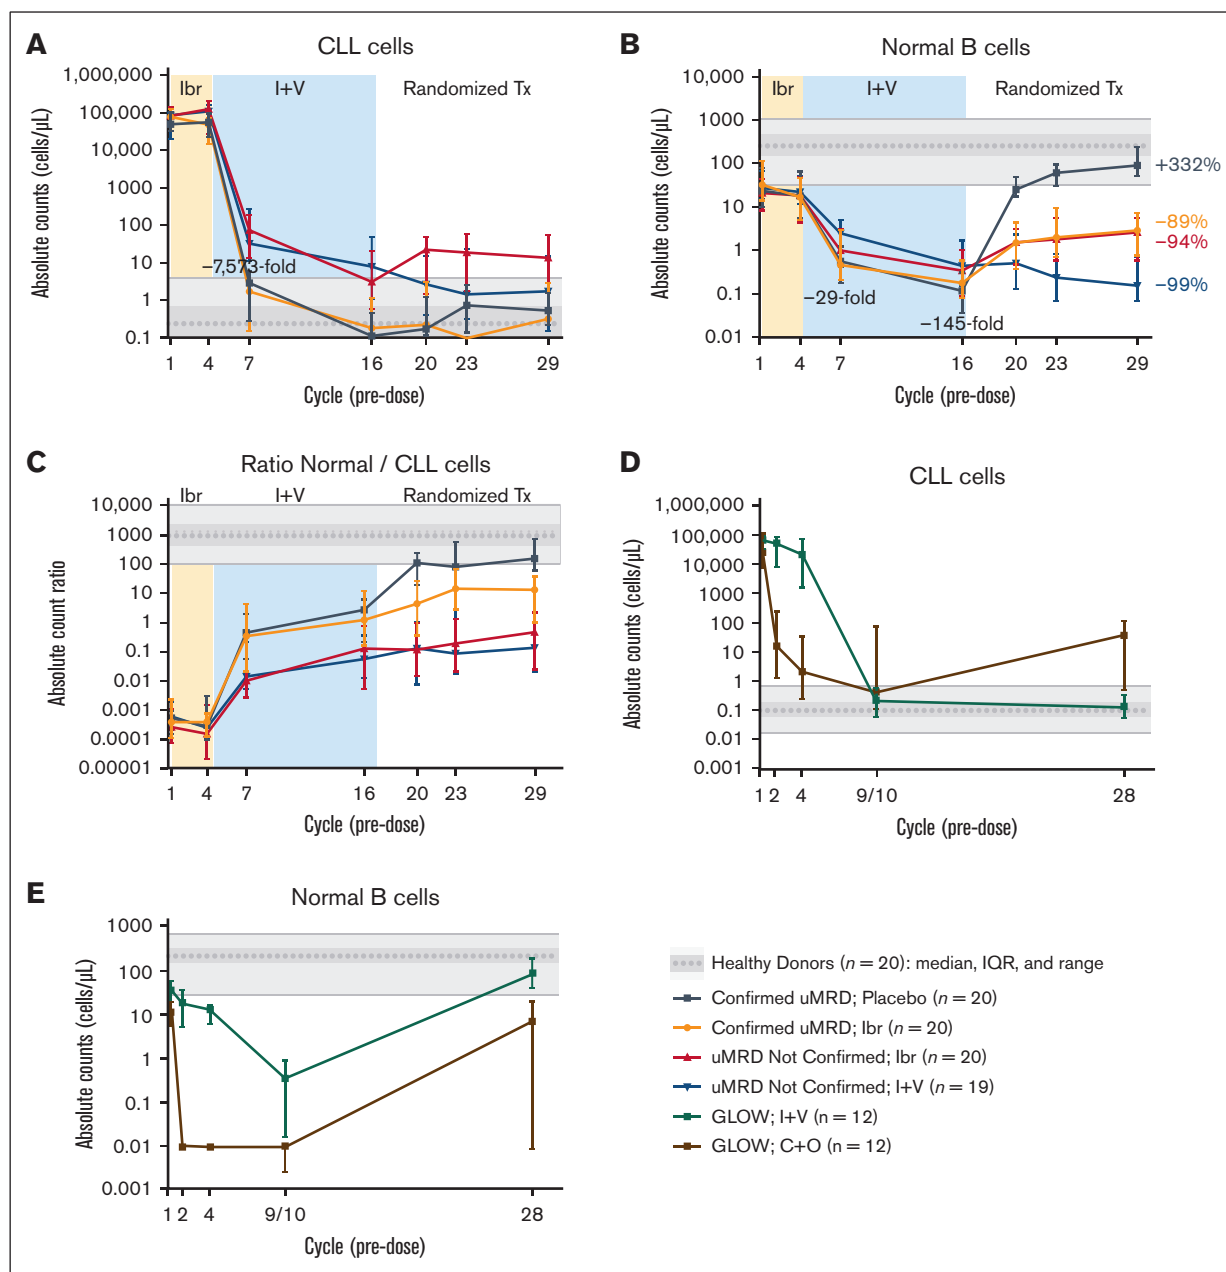 A
CLL cells
Ibr
I+V
Randomized Tx
1,000,000
100,000
10,000
1000
100
10
1
0.1
Absolute counts (cells/µL)
−7,573-fold
1 4 7 16 20 23 29
Cycle (pre-dose)
B
Normal B cells
Ibr
I+V
Randomized Tx
10,000
1000
100
10
1
0.1
0.01
Absolute counts (cells/µL)
+332%
−89%
−94%
−99%
−29-fold
−145-fold
1 4 7 16 20 23 29
Cycle (pre-dose)
C
Ratio Normal / CLL cells
Ibr
I+V
Randomized Tx
10,000
1000
100
10
1
0.1
0.01
0.001
0.0001
0.00001
Absolute count ratio
1 4 7 16 20 23 29
Cycle (pre-dose)
D
CLL cells
1,000,000
100,000
10,000
1000
100
10
1
0.1
0.01
0.001
Absolute counts (cells/µL)
1 2 4 9/10 28
Cycle (pre-dose)
E
Normal B cells
1000
100
10
1
0.1
0.01
0.001
Absolute counts (cells/µL)
1 2 4 9/10 28
Cycle (pre-dose)
Healthy Donors (n = 20): median, IQR, and range
Confirmed uMRD; Placebo (n = 20)
Confirmed uMRD; Ibr (n = 20)
uMRD Not Confirmed; Ibr (n = 20)
uMRD Not Confirmed; I+V (n = 19)
GLOW; I+V (n = 12)
GLOW; C+O (n = 12)